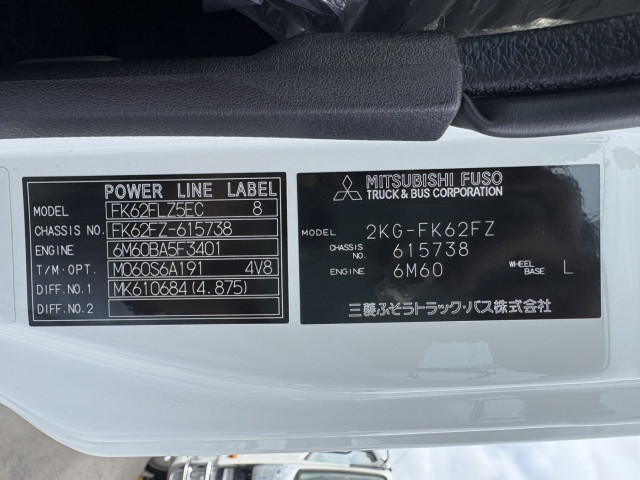 POWER LINE LABEL
MODEL FK62FLZ5EC 8
CHASSIS NO. FK62FZ-615738
ENGINE 6M60BA5F3401
T/M・OPT. M060S6A191 4V8
DIFF.NO.1 MK610684(4.875)
DIFF.NO.2
MITSUBISHI FUSO
TRUCK & BUS CORPORATION
MODEL 2KG-FK62FZ
CHASSIS NO. 615738
ENGINE 6M60 WHEEL BASE L
三菱ふそうトラック・バス株式会社